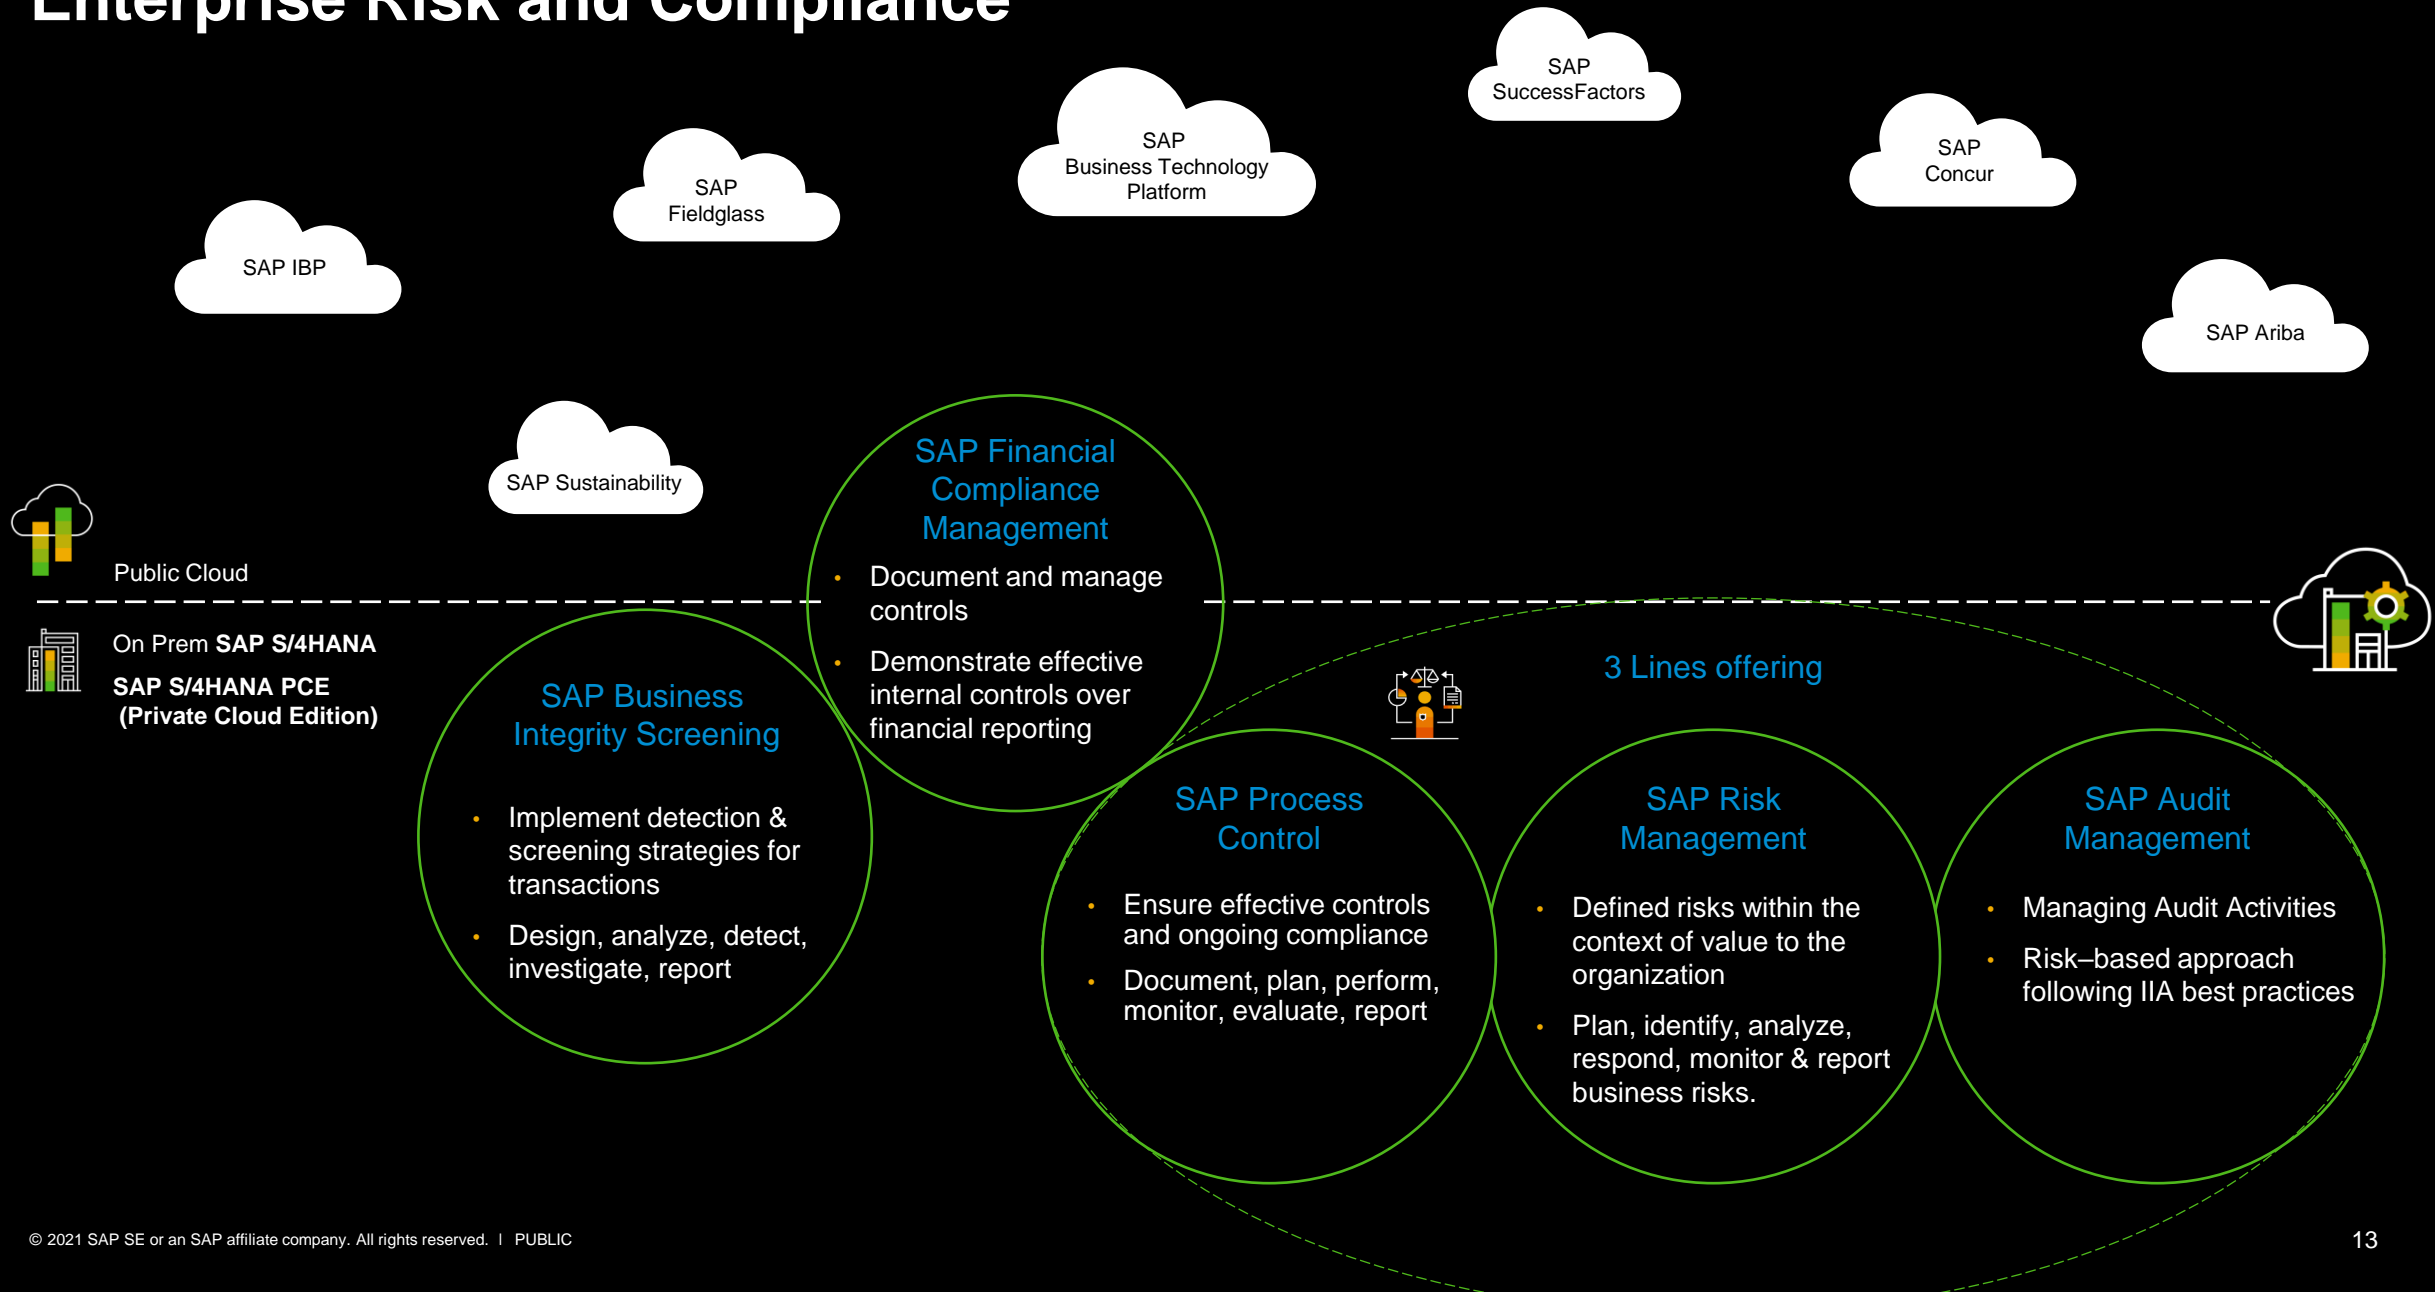 Enterprise Risk and Compliance
SAP
SuccessFactors
SAP
Business Technology
Platform
SAP
Concur
SAP
Fieldglass
SAP IBP
SAP Ariba
SAP Sustainability
SAP Financial
Compliance
Management
• Document and manage
controls
• Demonstrate effective
internal controls over
financial reporting
Public Cloud
On Prem SAP S/4HANA
SAP S/4HANA PCE
(Private Cloud Edition)
SAP Business
Integrity Screening
• Implement detection &
screening strategies for
transactions
• Design, analyze, detect,
investigate, report
3 Lines offering
SAP Process
Control
• Ensure effective controls
and ongoing compliance
• Document, plan, perform,
monitor, evaluate, report
SAP Risk
Management
• Defined risks within the
context of value to the
organization
• Plan, identify, analyze,
respond, monitor & report
business risks.
SAP Audit
Management
• Managing Audit Activities
• Risk–based approach
following IIA best practices
© 2021 SAP SE or an SAP affiliate company. All rights reserved. ǀ PUBLIC
13